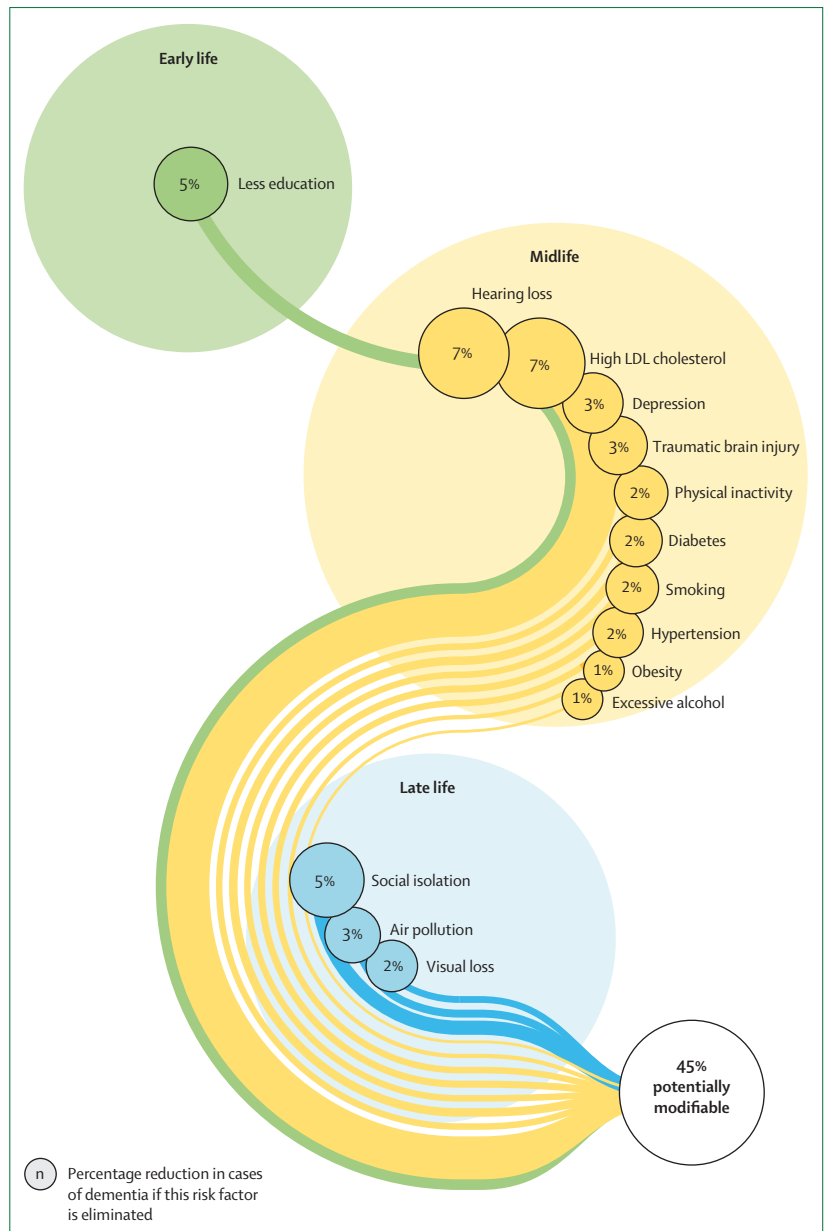 Early life
5%
Less education
Midlife
Hearing loss
7%
7%
High LDL cholesterol
3%
Depression
3%
Traumatic brain injury
2%
Physical inactivity
2%
Diabetes
2%
Smoking
2%
Hypertension
1%
Obesity
1%
Excessive alcohol
Late life
5%
Social isolation
3%
Air pollution
2%
Visual loss
45%
potentially
modifiable
n
Percentage reduction in cases
of dementia if this risk factor
is eliminated